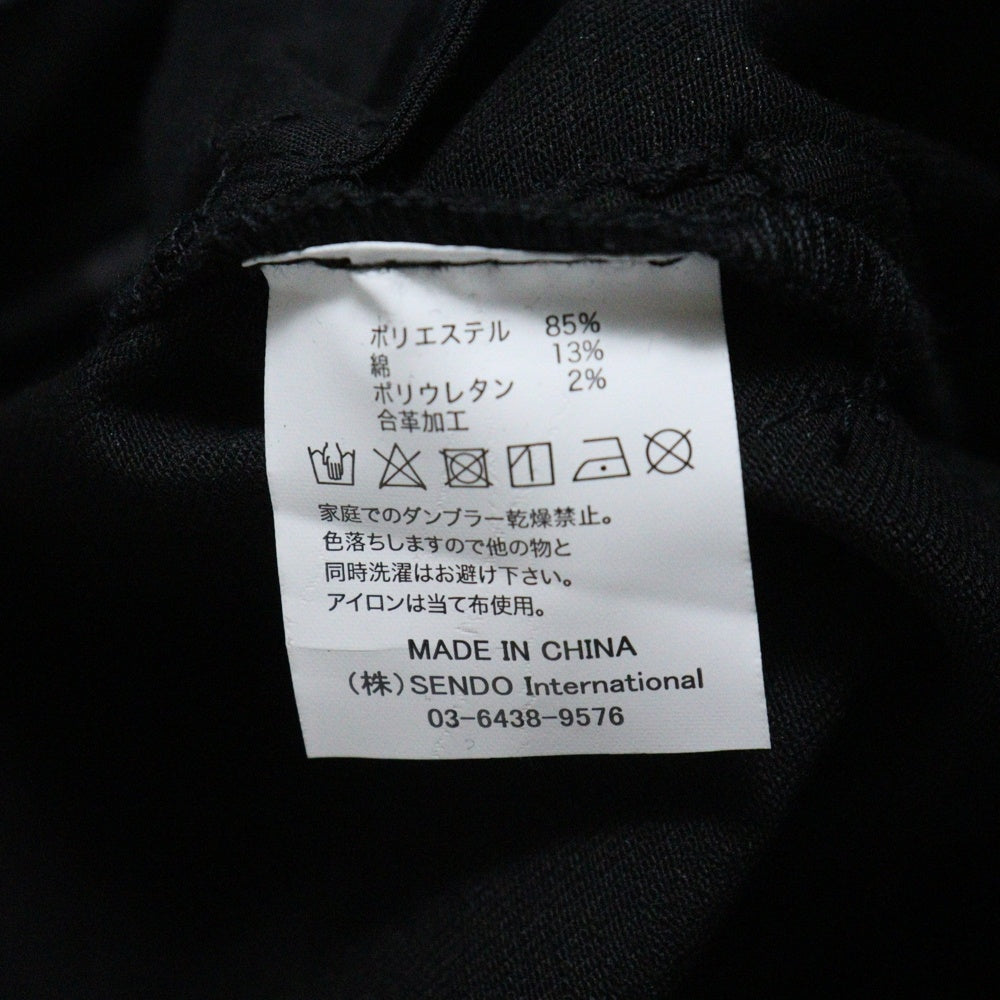 ポリエステル 85%
綿 13%
ポリウレタン 2%
合革加工
家庭でのダンブラー乾燥禁止。
色落ちしますので他の物と
同時洗濯はお避け下さい。
アイロンは当て布使用。
MADE IN CHINA
(株)SENDO International
03-6438-9576